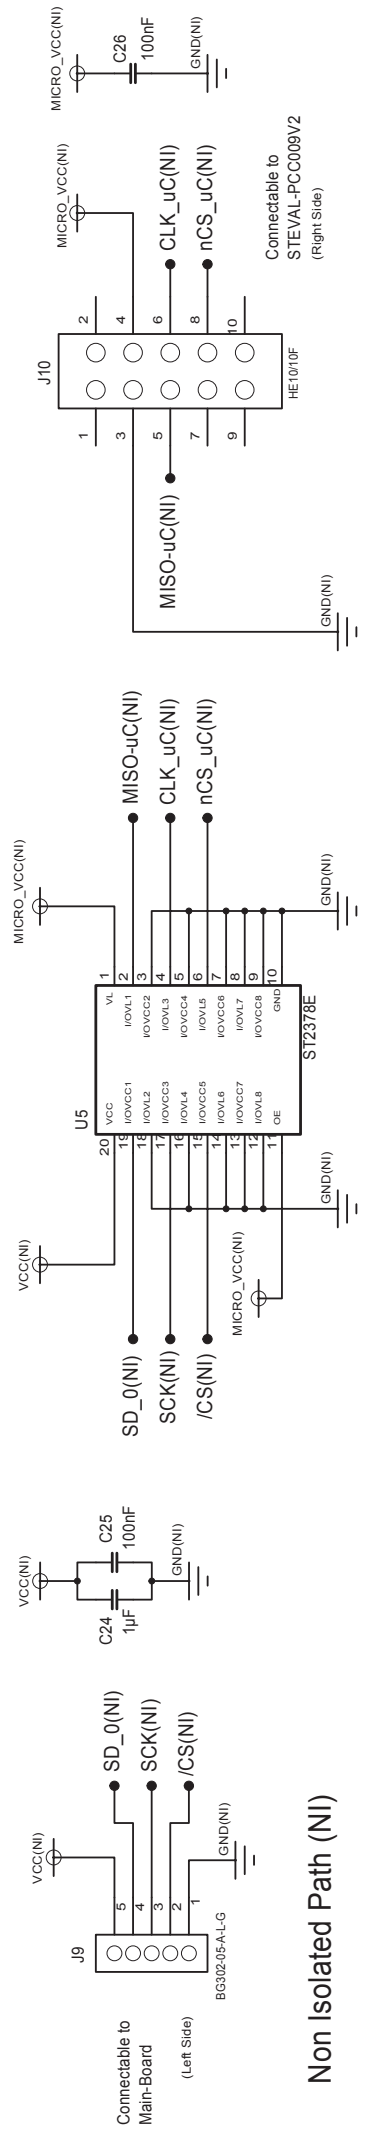 Non Isolated Path (NI)
Connectable to
Main-Board
(Left Side)
J9
5
4
3
2
1
BG302-05-A-L-G
VCC(NI)
SD_0(NI)
SCK(NI)
/CS(NI)
GND(NI)
VCC(NI)
C24
1µF
C25
100nF
GND(NI)
VCC(NI)
SD_0(NI)
SCK(NI)
/CS(NI)
MICRO_VCC(NI)
GND(NI)
U5
20 VCC VL 1
19 I/OVCC1 I/OVL1 2
18 I/OVL2 I/OVCC2 3
17 I/OVCC3 I/OVL3 4
16 I/OVL4 I/OVCC4 5
15 I/OVCC5 I/OVL5 6
14 I/OVL6 I/OVCC6 7
13 I/OVCC7 I/OVL7 8
12 I/OVL8 I/OVCC8 9
11 OE GND 10
ST2378E
MICRO_VCC(NI)
MISO-uC(NI)
CLK_uC(NI)
nCS_uC(NI)
GND(NI)
J10
1 2
3 4
5 6
7 8
9 10
HE10/10F
MISO-uC(NI)
GND(NI)
MICRO_VCC(NI)
CLK_uC(NI)
nCS_uC(NI)
Connectable to
STEVAL-PCC009V2
(Right Side)
MICRO_VCC(NI)
C26
100nF
GND(NI)